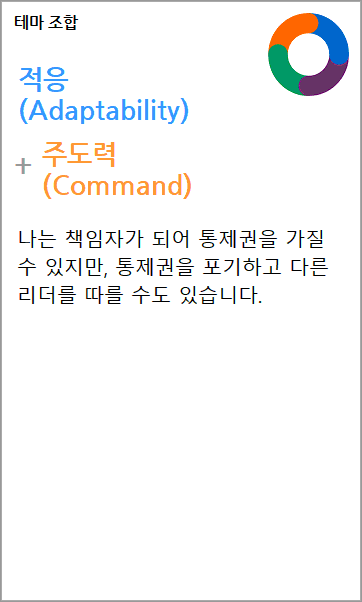 테마 조합
적응
(Adaptability)
+ 주도력
(Command)
나는 책임자가 되어 통제권을 가질
수 있지만, 통제권을 포기하고 다른
리더를 따를 수도 있습니다.